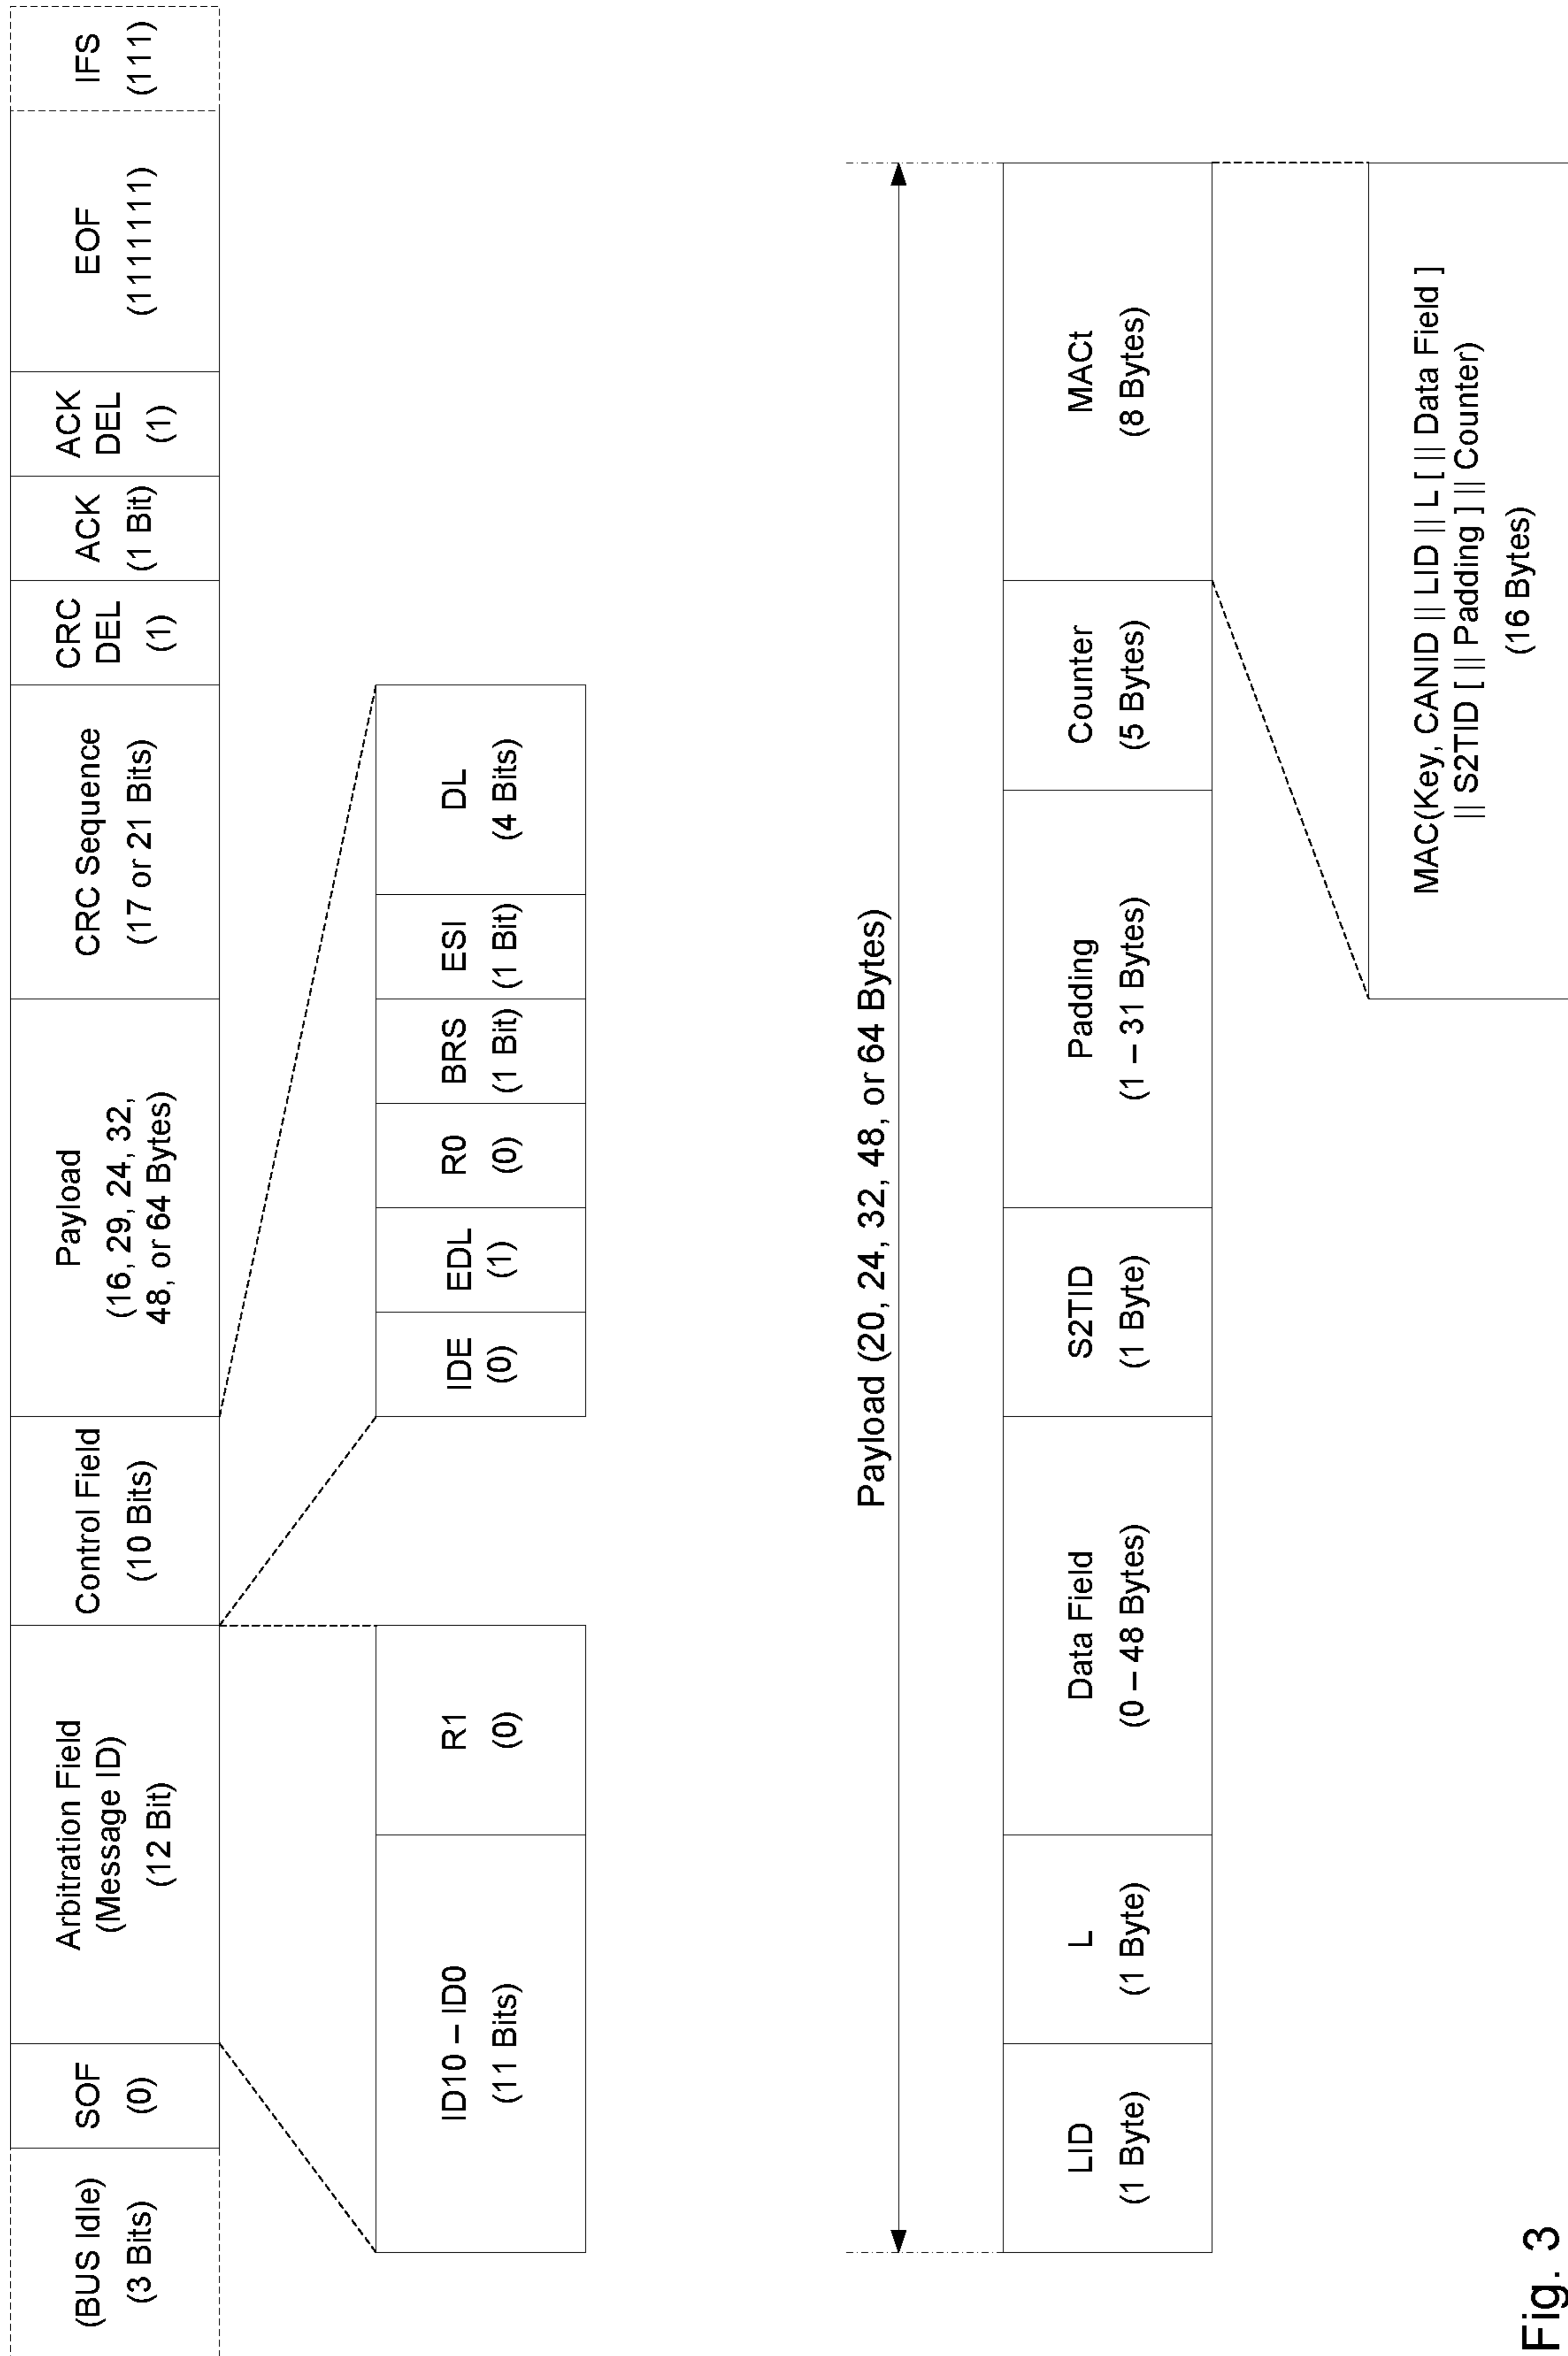 (BUS Idle)
(3 Bits)
SOF
(0)
Arbitration Field
(Message ID)
(12 Bit)
Control Field
(10 Bits)
Payload
(16, 29, 24, 32,
48, or 64 Bytes)
CRC Sequence
(17 or 21 Bits)
CRC
DEL
(1)
ACK
(1 Bit)
ACK
DEL
(1)
EOF
(1111111)
IFS
(111)
ID10 – ID0
(11 Bits)
R1
(0)
IDE
(0)
EDL
(1)
R0
(0)
BRS
(1 Bit)
ESI
(1 Bit)
DL
(4 Bits)
Payload (20, 24, 32, 48, or 64 Bytes)
LID
(1 Byte)
L
(1 Byte)
Data Field
(0 – 48 Bytes)
S2TID
(1 Byte)
Padding
(1 – 31 Bytes)
Counter
(5 Bytes)
MACt
(8 Bytes)
MAC(Key, CANID || LID || L [ || Data Field ]
|| S2TID [ || Padding ] || Counter)
(16 Bytes)
Fig. 3